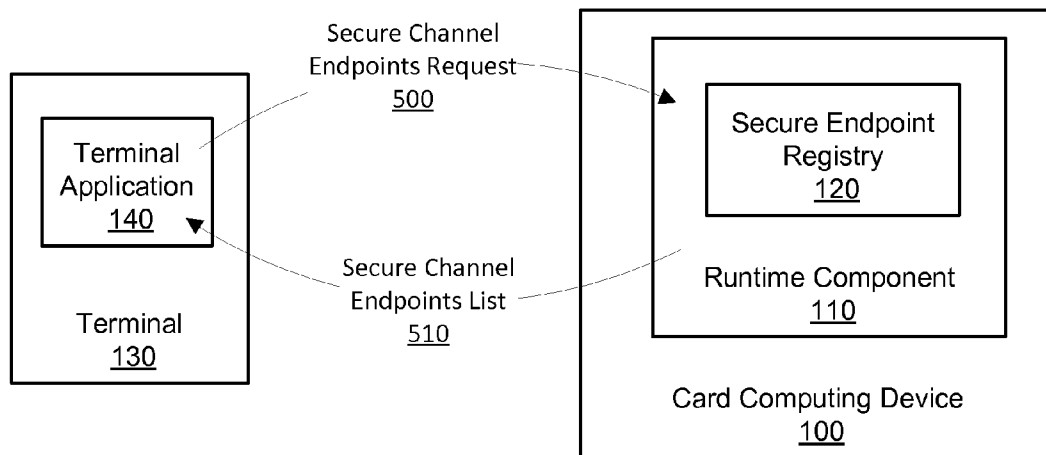 Secure Channel
Endpoints Request
500
Terminal
Application
140
Terminal
130
Secure Channel
Endpoints List
510
Secure Endpoint
Registry
120
Runtime Component
110
Card Computing Device
100